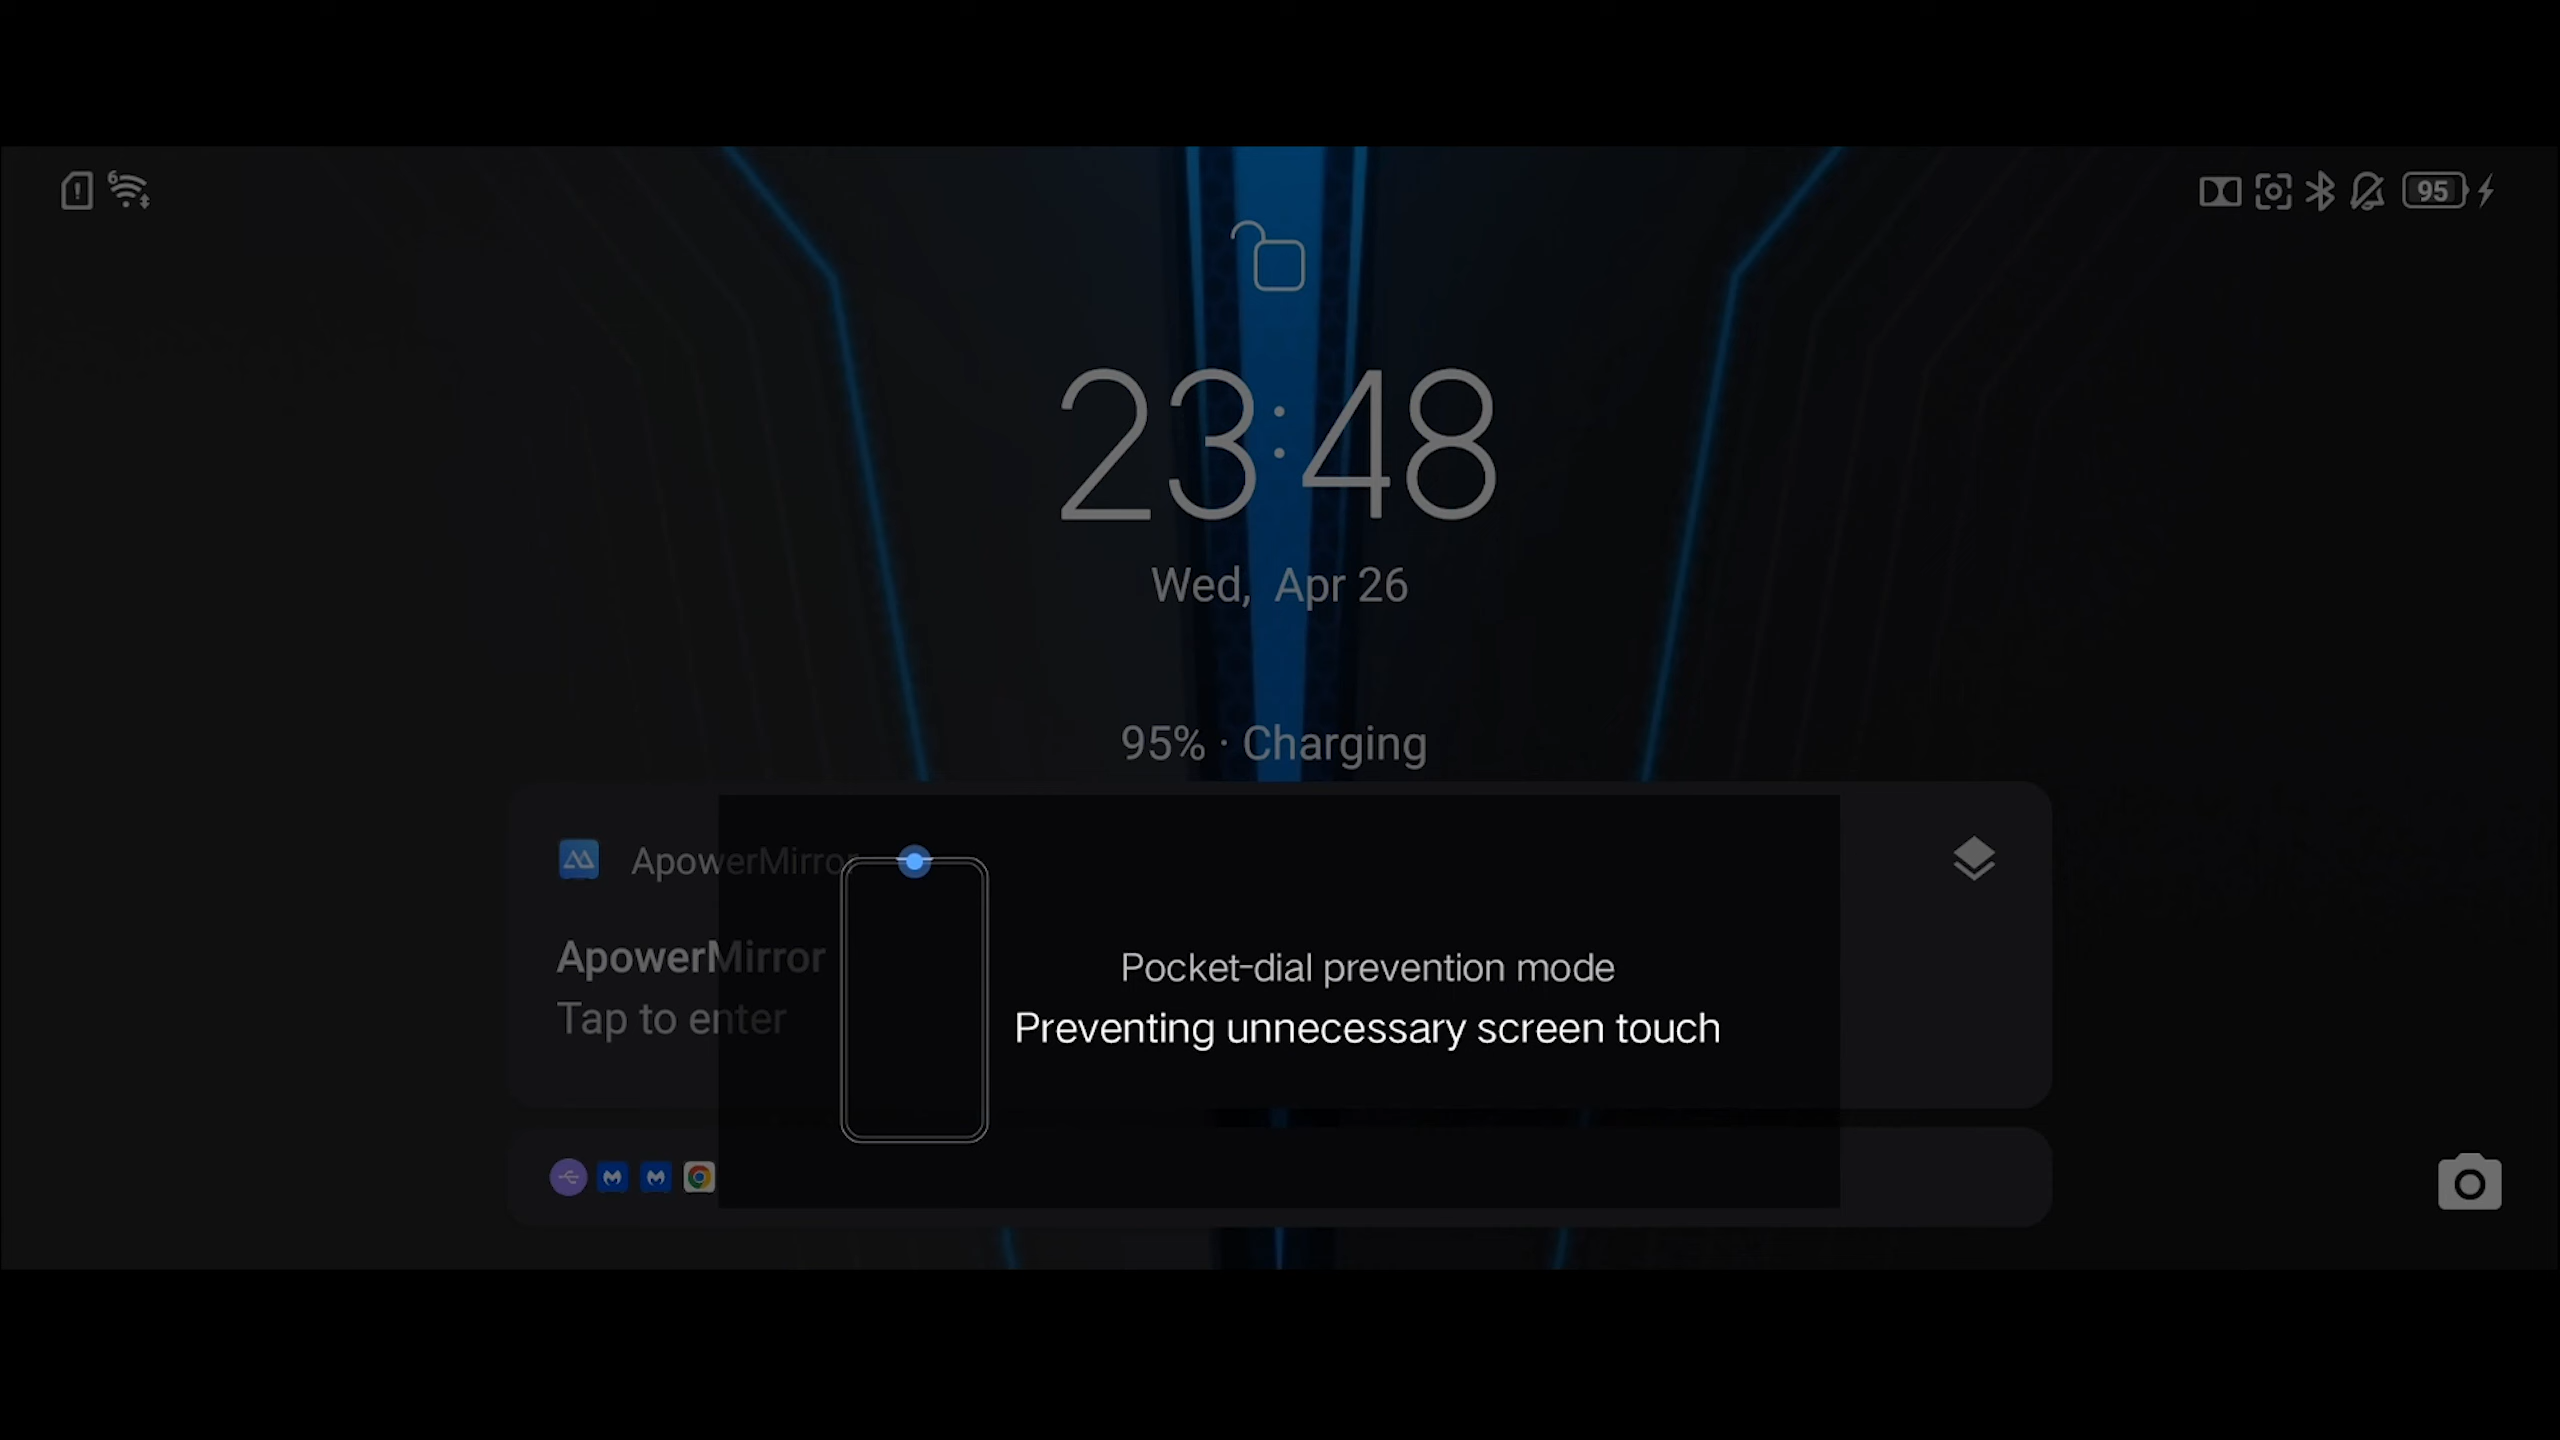 6
95
23:48
Wed, Apr 26
95% · Charging
ApowerMirror
ApowerMirror
Tap to enter
Pocket-dial prevention mode
Preventing unnecessary screen touch